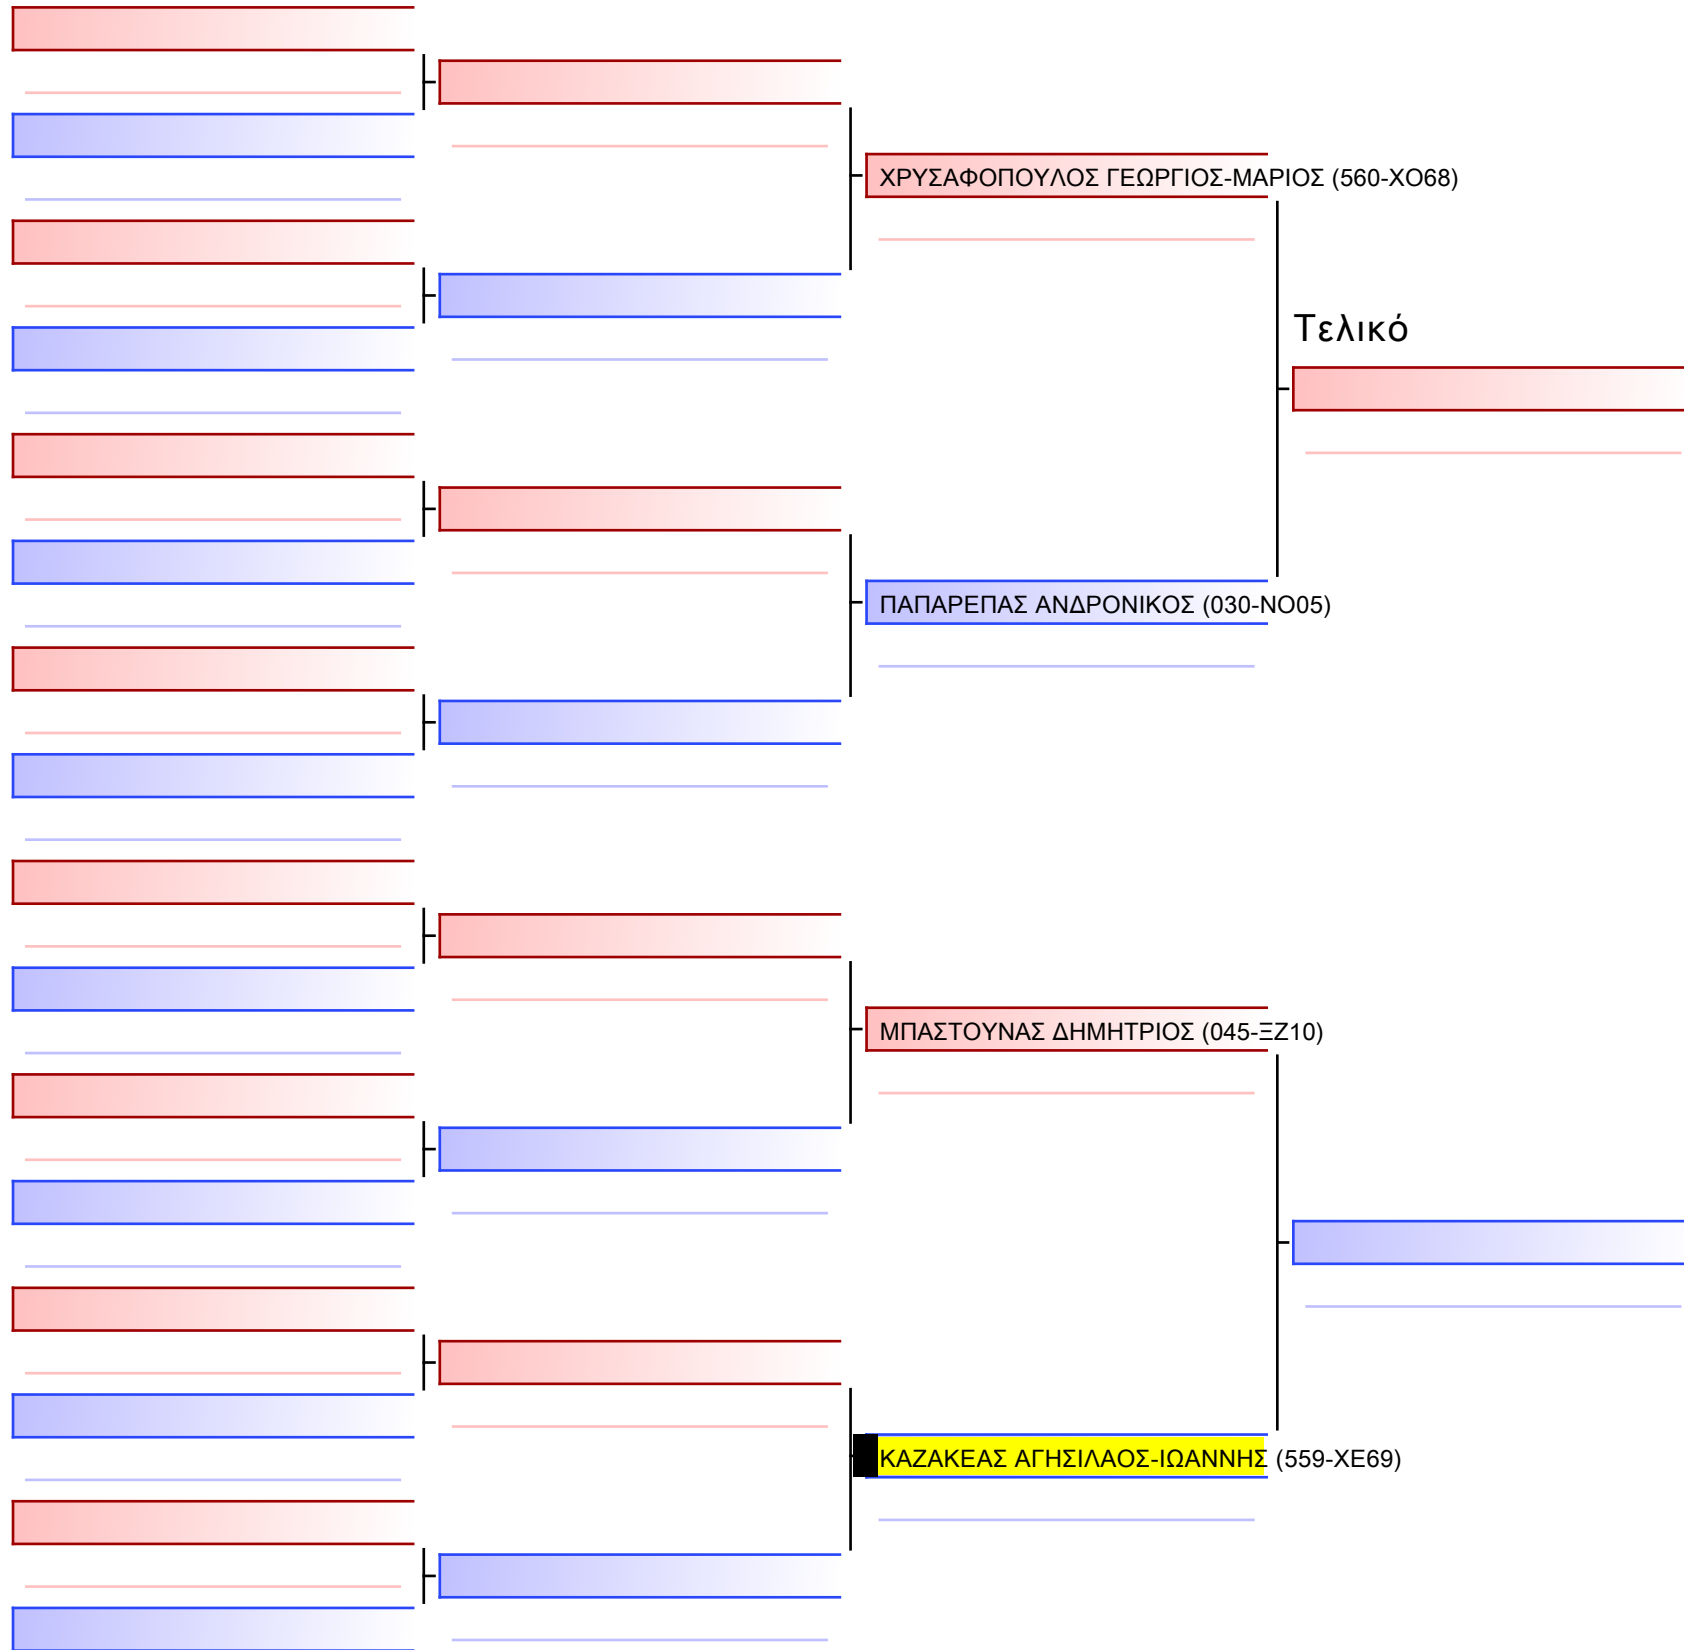 ΧΡΥΣΑΦΟΠΟΥΛΟΣ ΓΕΩΡΓΙΟΣ-ΜΑΡΙΟΣ (560-ΧΟ68)
Τελικό
ΠΑΠΑΡΕΠΑΣ ΑΝΔΡΟΝΙΚΟΣ (030-ΝΟ05)
ΜΠΑΣΤΟΥΝΑΣ ΔΗΜΗΤΡΙΟΣ (045-ΞΖ10)
ΚΑΖΑΚΕΑΣ ΑΓΗΣΙΛΑΟΣ-ΙΩΑΝΝΗΣ (559-ΧΕ69)